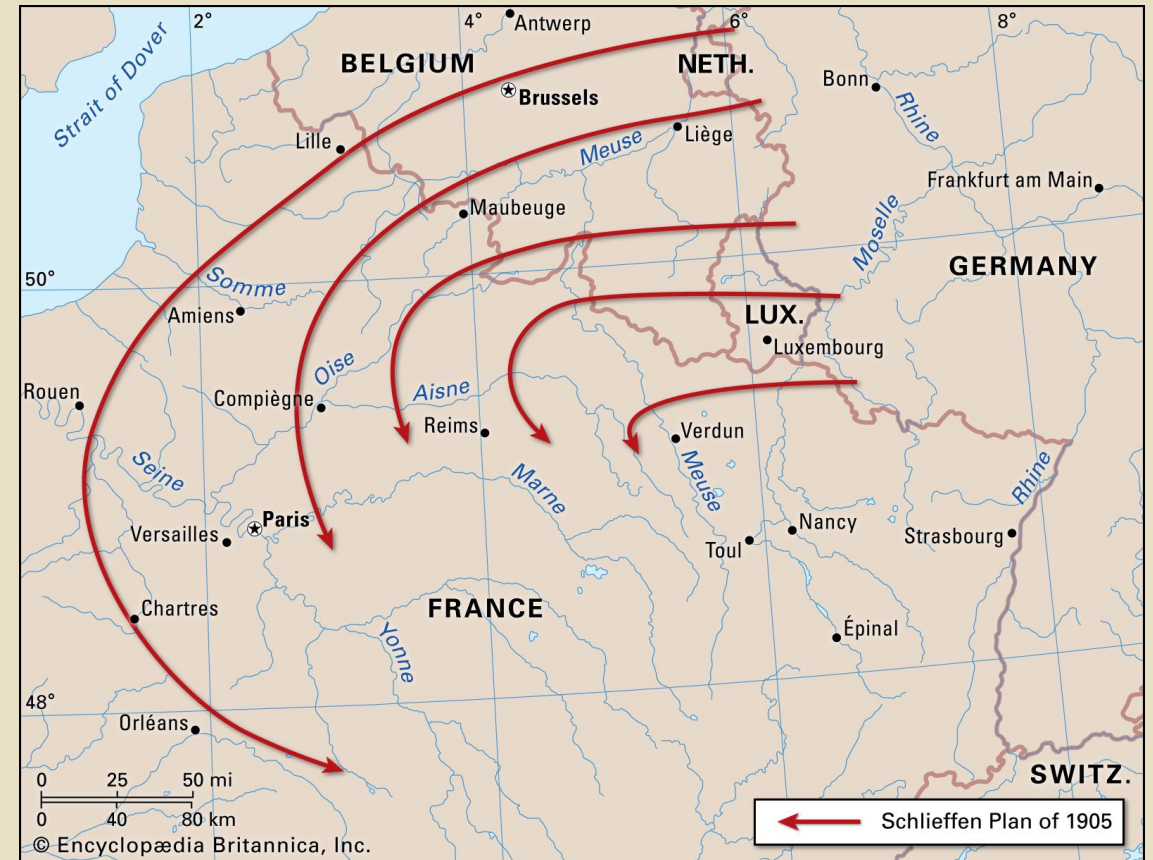 2°
4°
6°
8°
Antwerp
Strait of Dover
BELGIUM
NETH.
Bonn
Brussels
Rhine
Lille
Meuse
Liège
Frankfurt am Main
Maubeuge
Moselle
50°
Somme
GERMANY
Amiens
LUX.
Luxembourg
Oise
Rouen
Compiègne
Aisne
Reims
Verdun
Seine
Marne
Meuse
Rhine
Paris
Versailles
Nancy
Toul
Strasbourg
Chartres
FRANCE
Épinal
Yonne
48°
Orléans
0 25 50 mi
0 40 80 km
SWITZ.
Schlieffen Plan of 1905
© Encyclopædia Britannica, Inc.